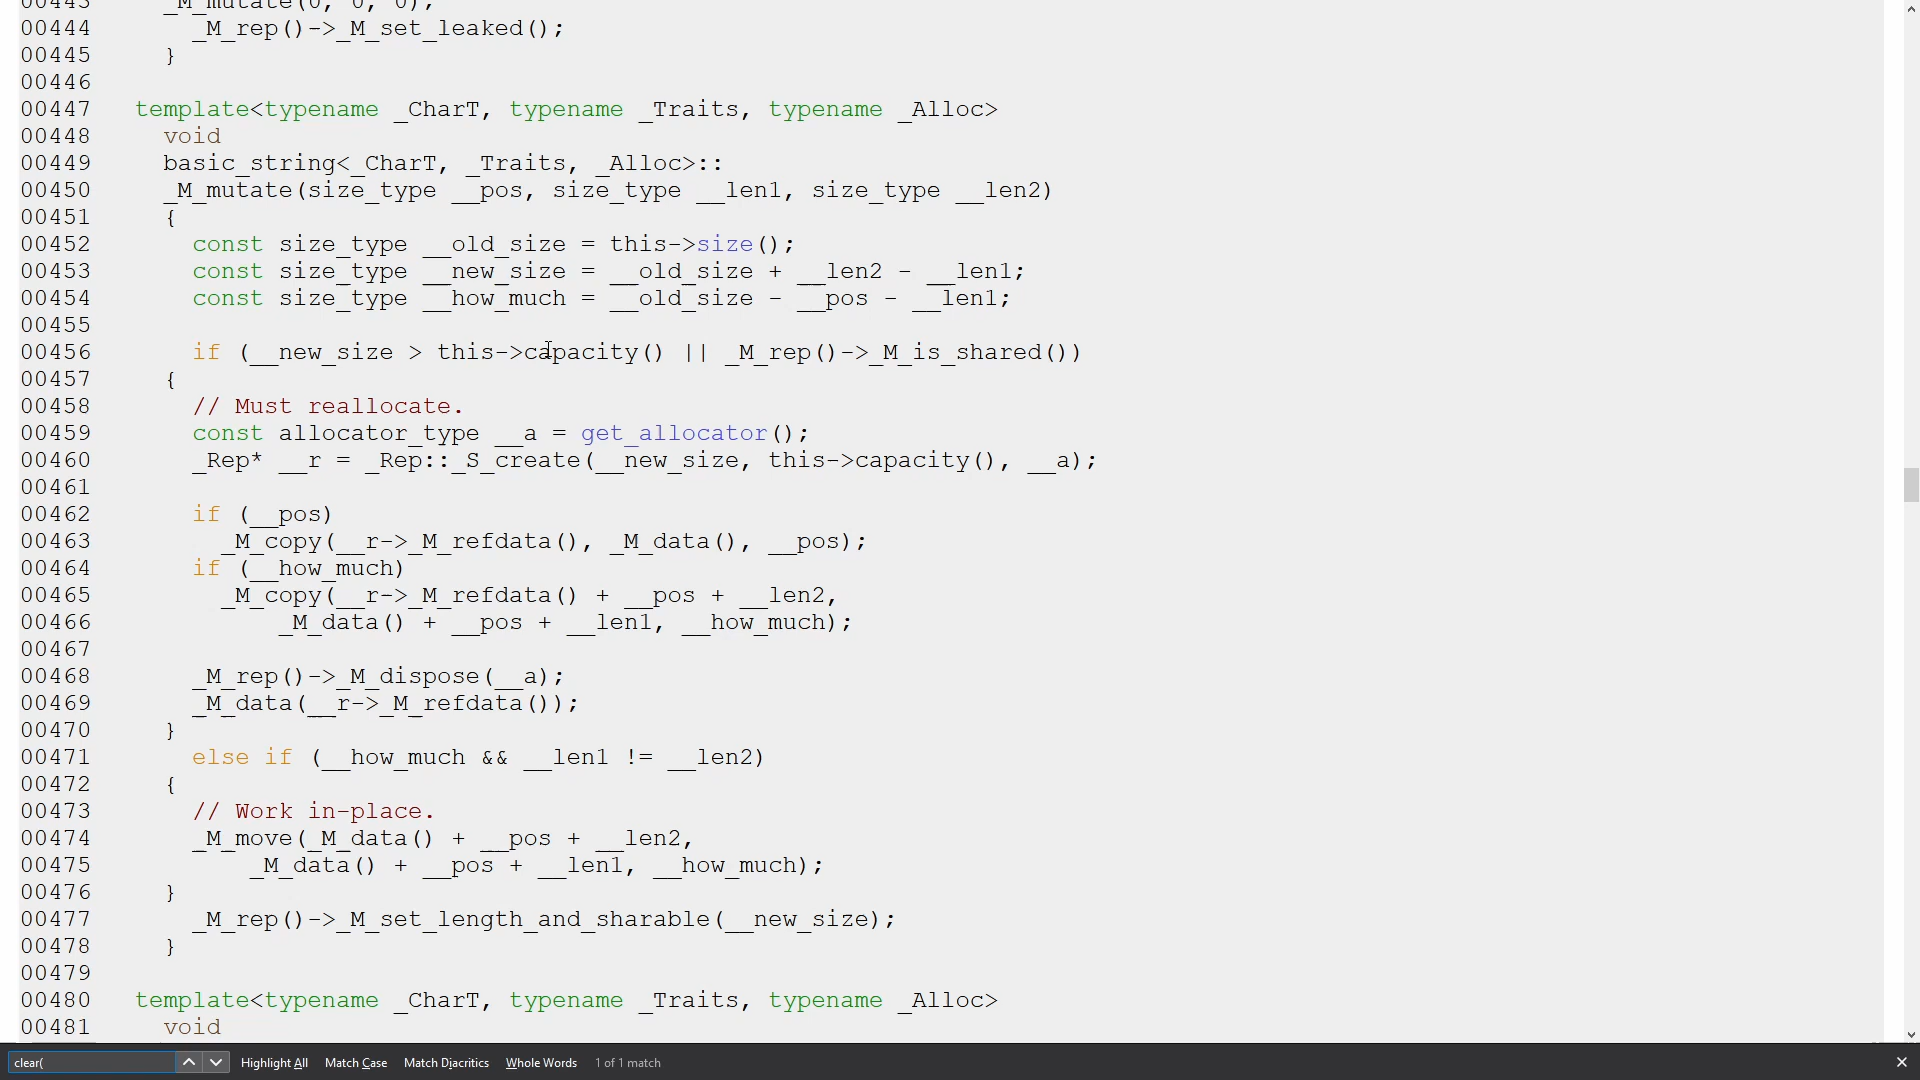 00443     _M_mutate(0, 0, 0);
00444       _M_rep()->_M_set_leaked();
00445     }
00446
00447   template<typename _CharT, typename _Traits, typename _Alloc>
00448     void
00449     basic_string<_CharT, _Traits, _Alloc>::
00450     _M_mutate(size_type __pos, size_type __len1, size_type __len2)
00451     {
00452       const size_type __old_size = this->size();
00453       const size_type __new_size = __old_size + __len2 - __len1;
00454       const size_type __how_much = __old_size - __pos - __len1;
00455
00456       if (__new_size > this->capacity() || _M_rep()->_M_is_shared())
00457     {
00458       // Must reallocate.
00459       const allocator_type __a = get_allocator();
00460       _Rep* __r = _Rep::_S_create(__new_size, this->capacity(), __a);
00461
00462       if (__pos)
00463         _M_copy(__r->_M_refdata(), _M_data(), __pos);
00464       if (__how_much)
00465         _M_copy(__r->_M_refdata() + __pos + __len2,
00466             _M_data() + __pos + __len1, __how_much);
00467
00468       _M_rep()->_M_dispose(__a);
00469       _M_data(__r->_M_refdata());
00470     }
00471       else if (__how_much && __len1 != __len2)
00472     {
00473       // Work in-place.
00474       _M_move(_M_data() + __pos + __len2,
00475           _M_data() + __pos + __len1, __how_much);
00476     }
00477       _M_rep()->_M_set_length_and_sharable(__new_size);
00478     }
00479
00480   template<typename _CharT, typename _Traits, typename _Alloc>
00481     void
clear( Highlight All Match Case Match Diacritics Whole Words 1 of 1 match